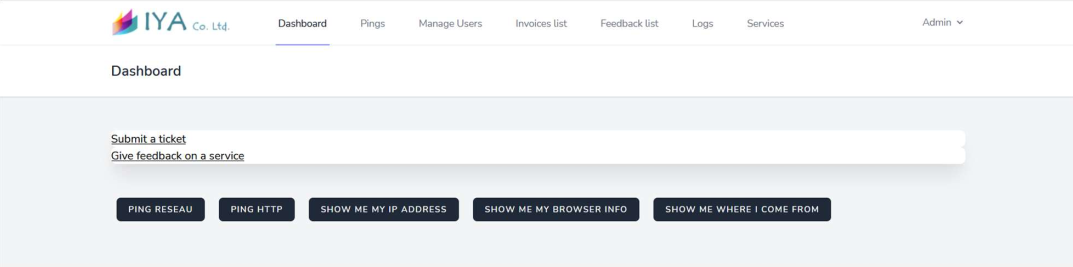 IYA Co. Ltd. Dashboard Pings Manage Users Invoices list Feedback list Logs Services Admin
Dashboard
Submit a ticket
Give feedback on a service
PING RESEAU PING HTTP SHOW ME MY IP ADDRESS SHOW ME MY BROWSER INFO SHOW ME WHERE I COME FROM